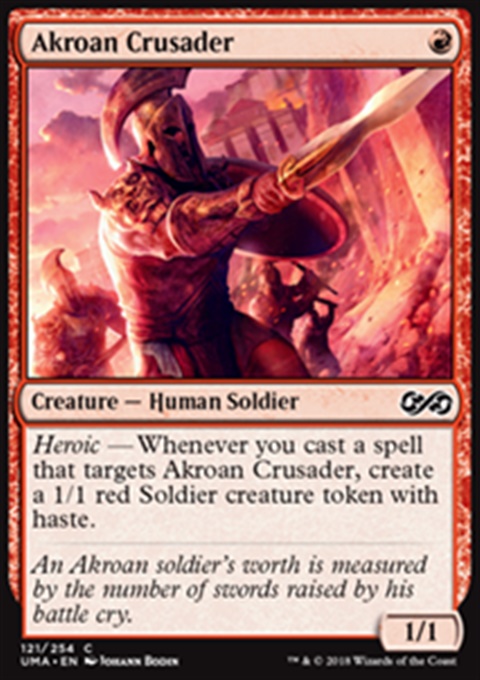 Akroan Crusader
Creature — Human Soldier
Heroic — Whenever you cast a spell
that targets Akroan Crusader, create
a 1/1 red Soldier creature token with
haste.
An Akroan soldier's worth is measured
by the number of swords raised by his
battle cry.
1/1
121/254 C
UMA • EN Johann Bodin
™ & © 2018 Wizards of the Coast